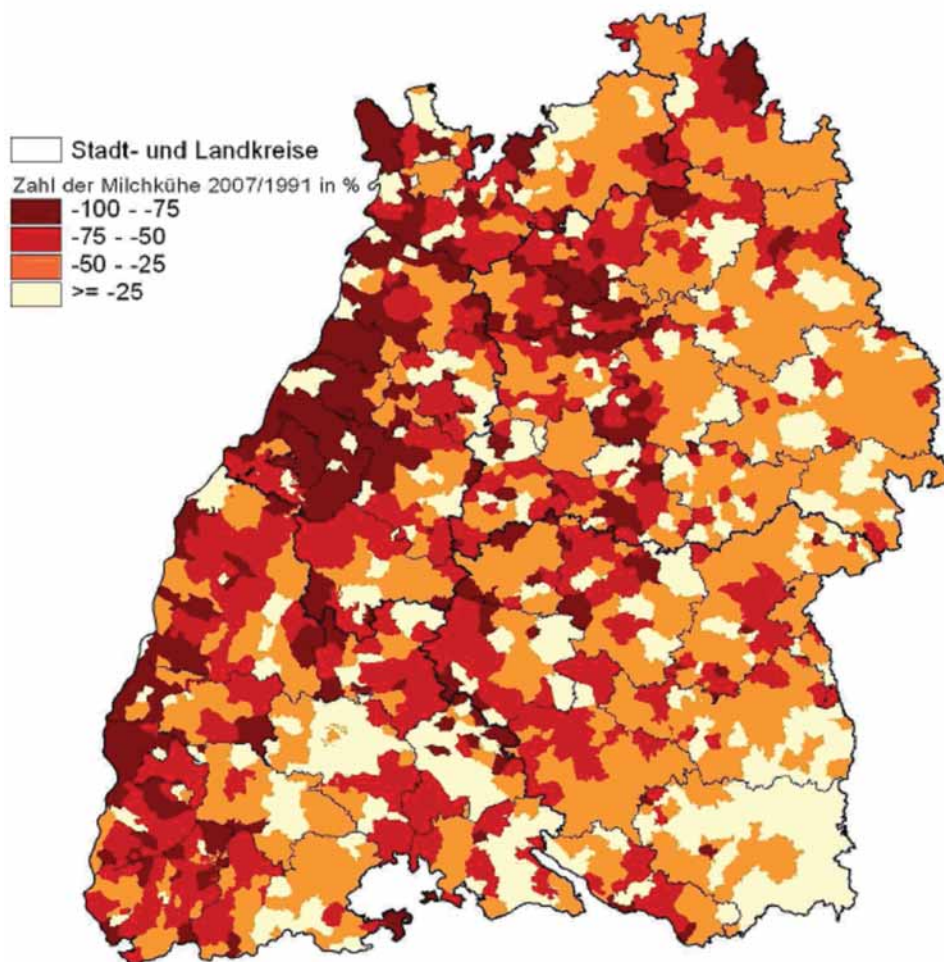 Stadt- und Landkreise
Zahl der Milchkühe 2007/1991 in %
-100 - -75
-75 - -50
-50 - -25
>= -25